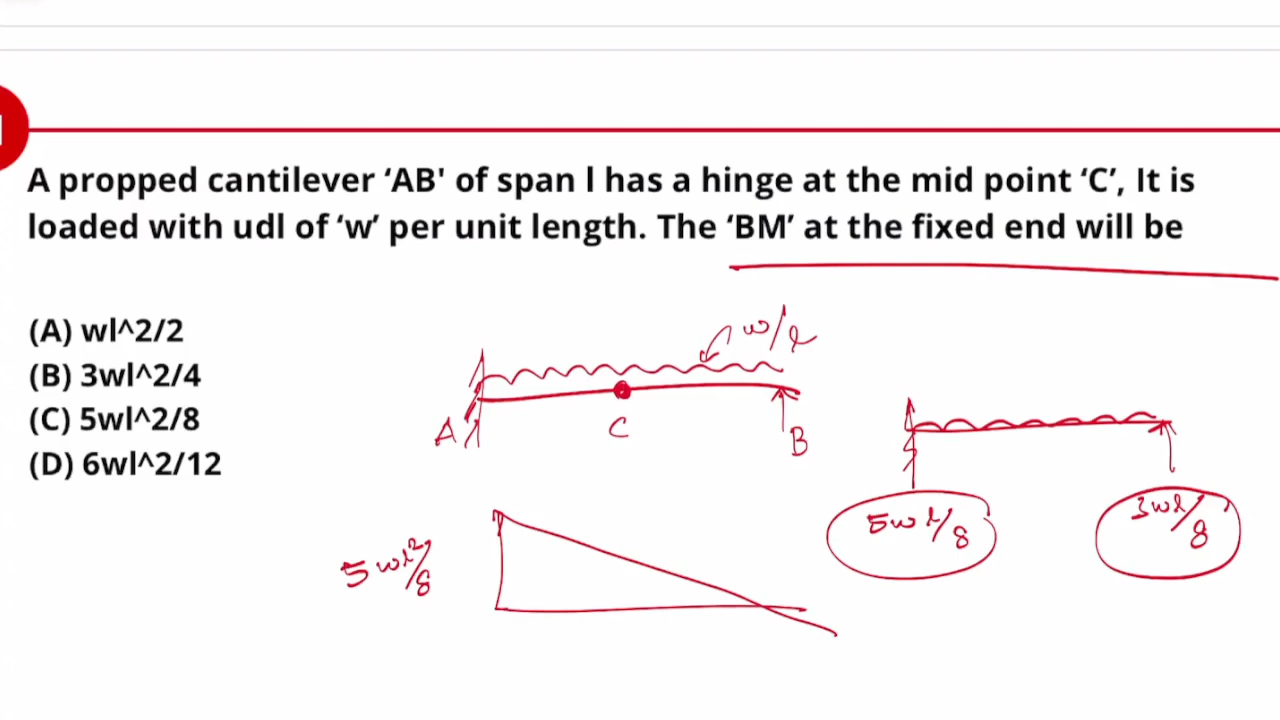 A propped cantilever ‘AB' of span l has a hinge at the mid point ‘C’, It is
loaded with udl of ‘w’ per unit length. The ‘BM’ at the fixed end will be
(A) wl^2/2
(B) 3wl^2/4
(C) 5wl^2/8
(D) 6wl^2/12
w/l
A
C
B
5wl/8
3wl/8
5wl²/8